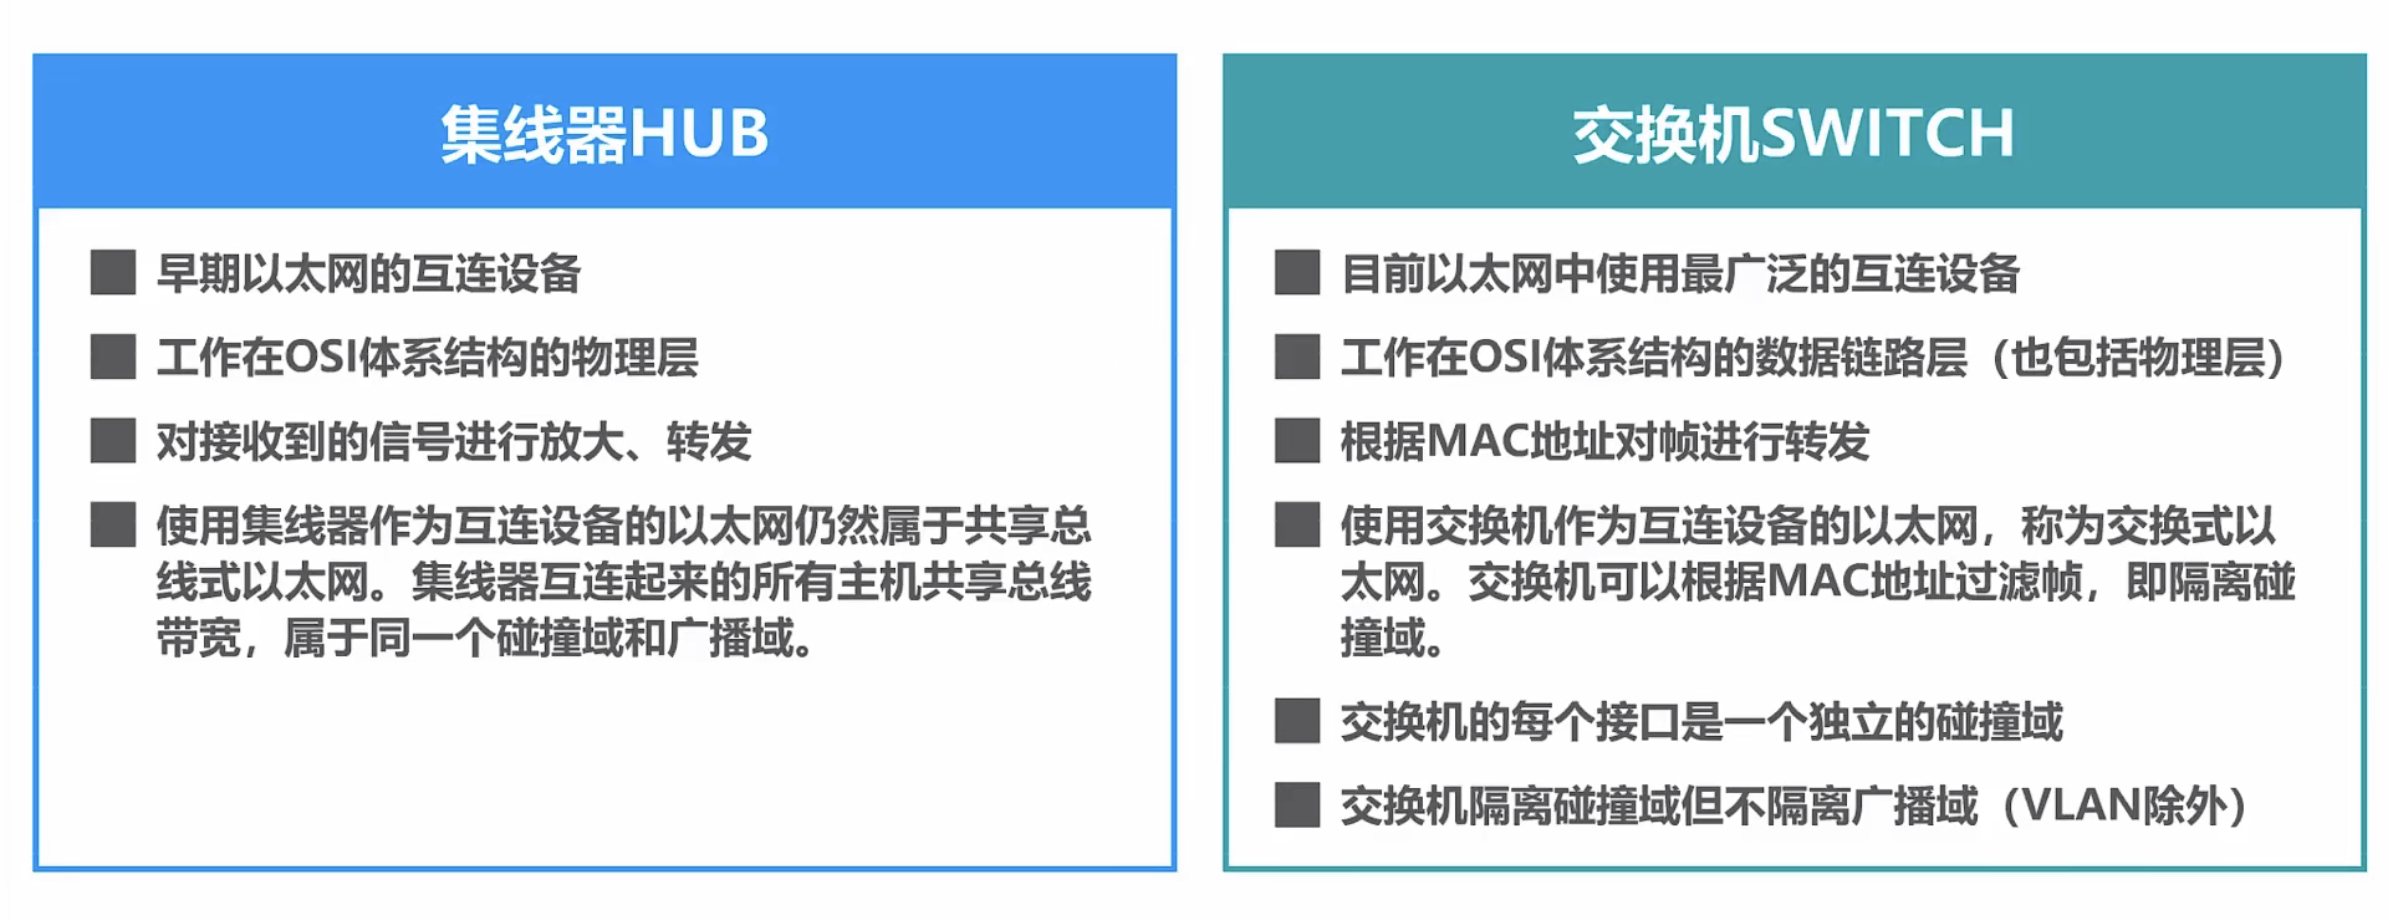 集线器HUB
早期以太网的互连设备
工作在OSI体系结构的物理层
对接收到的信号进行放大、转发
使用集线器作为互连设备的以太网仍然属于共享总
线式以太网。集线器互连起来的所有主机共享总线
带宽，属于同一个碰撞域和广播域。
交换机SWITCH
目前以太网中使用最广泛的互连设备
工作在OSI体系结构的数据链路层（也包括物理层）
根据MAC地址对帧进行转发
使用交换机作为互连设备的以太网，称为交换式以
太网。交换机可以根据MAC地址过滤帧，即隔离碰
撞域。
交换机的每个接口是一个独立的碰撞域
交换机隔离碰撞域但不隔离广播域（VLAN除外）